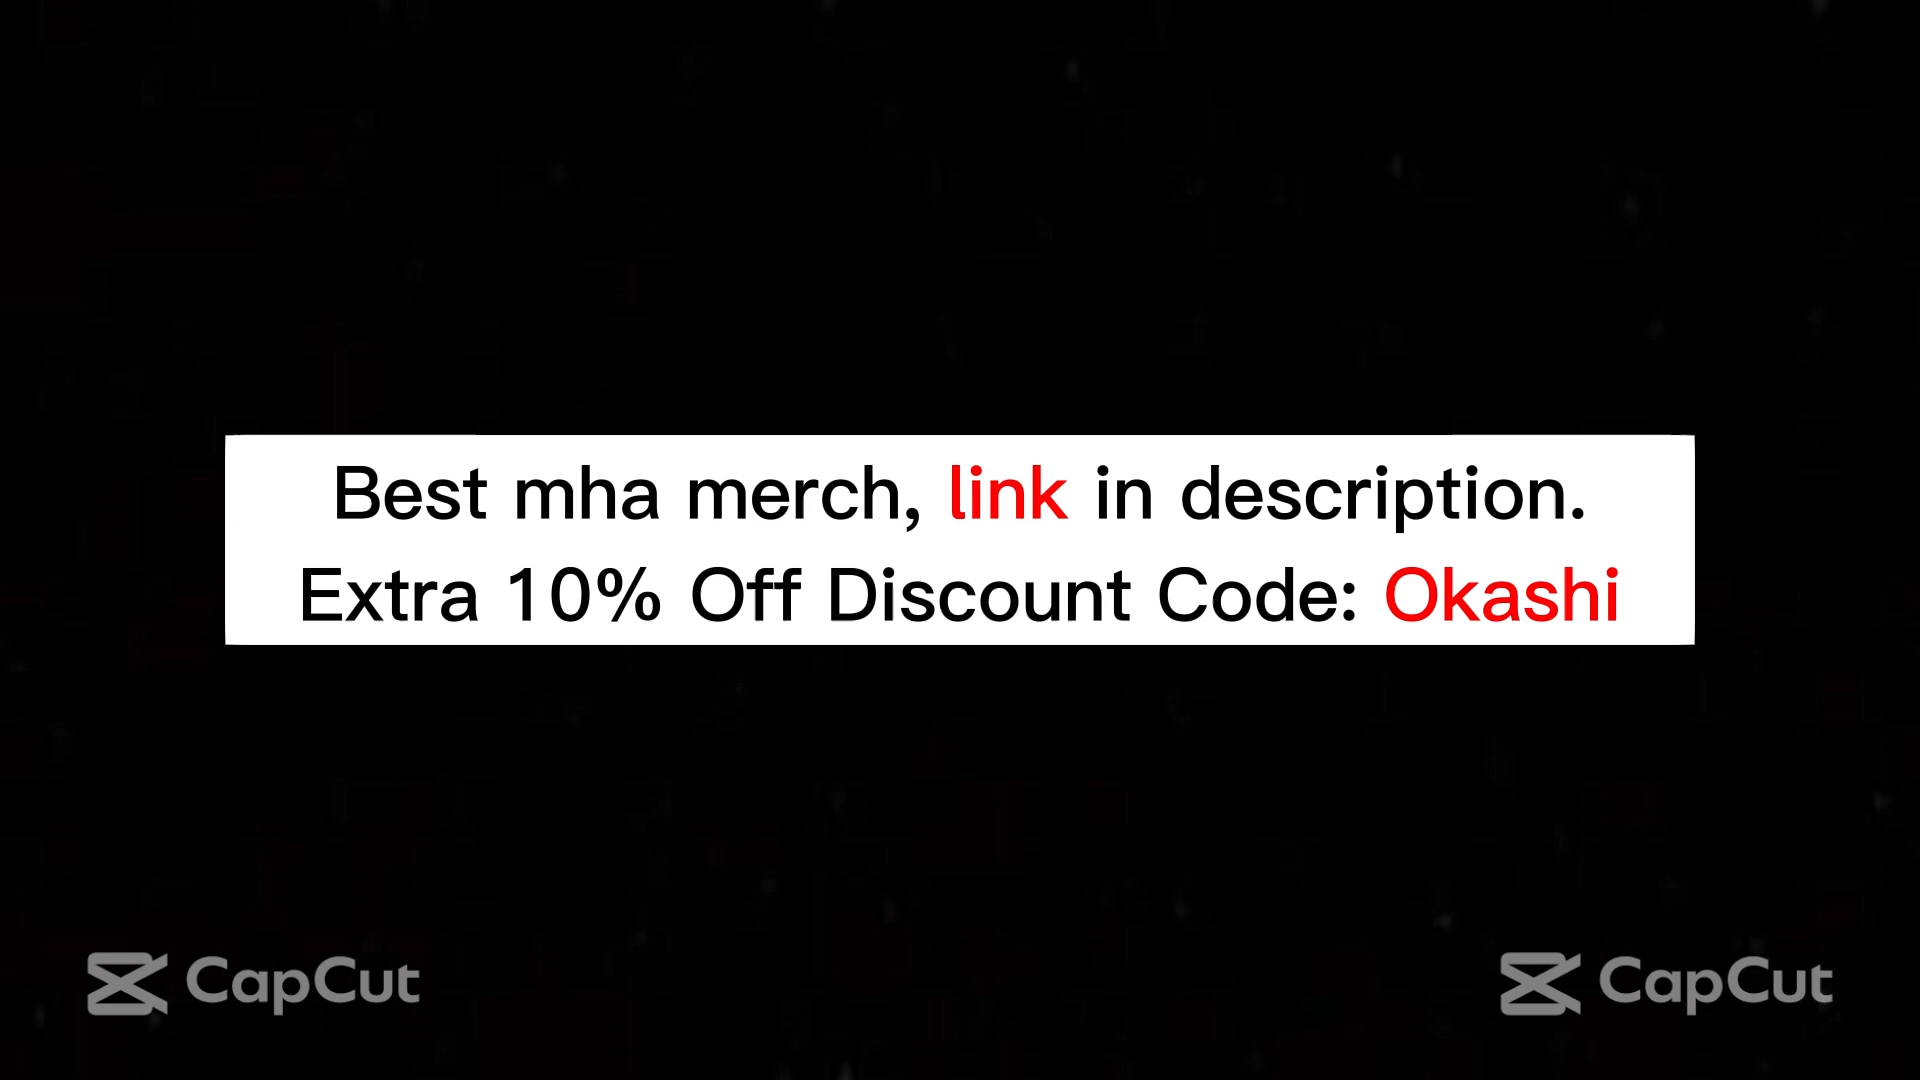 Best mha merch, link in description.
Extra 10% Off Discount Code: Okashi
CapCut
CapCut